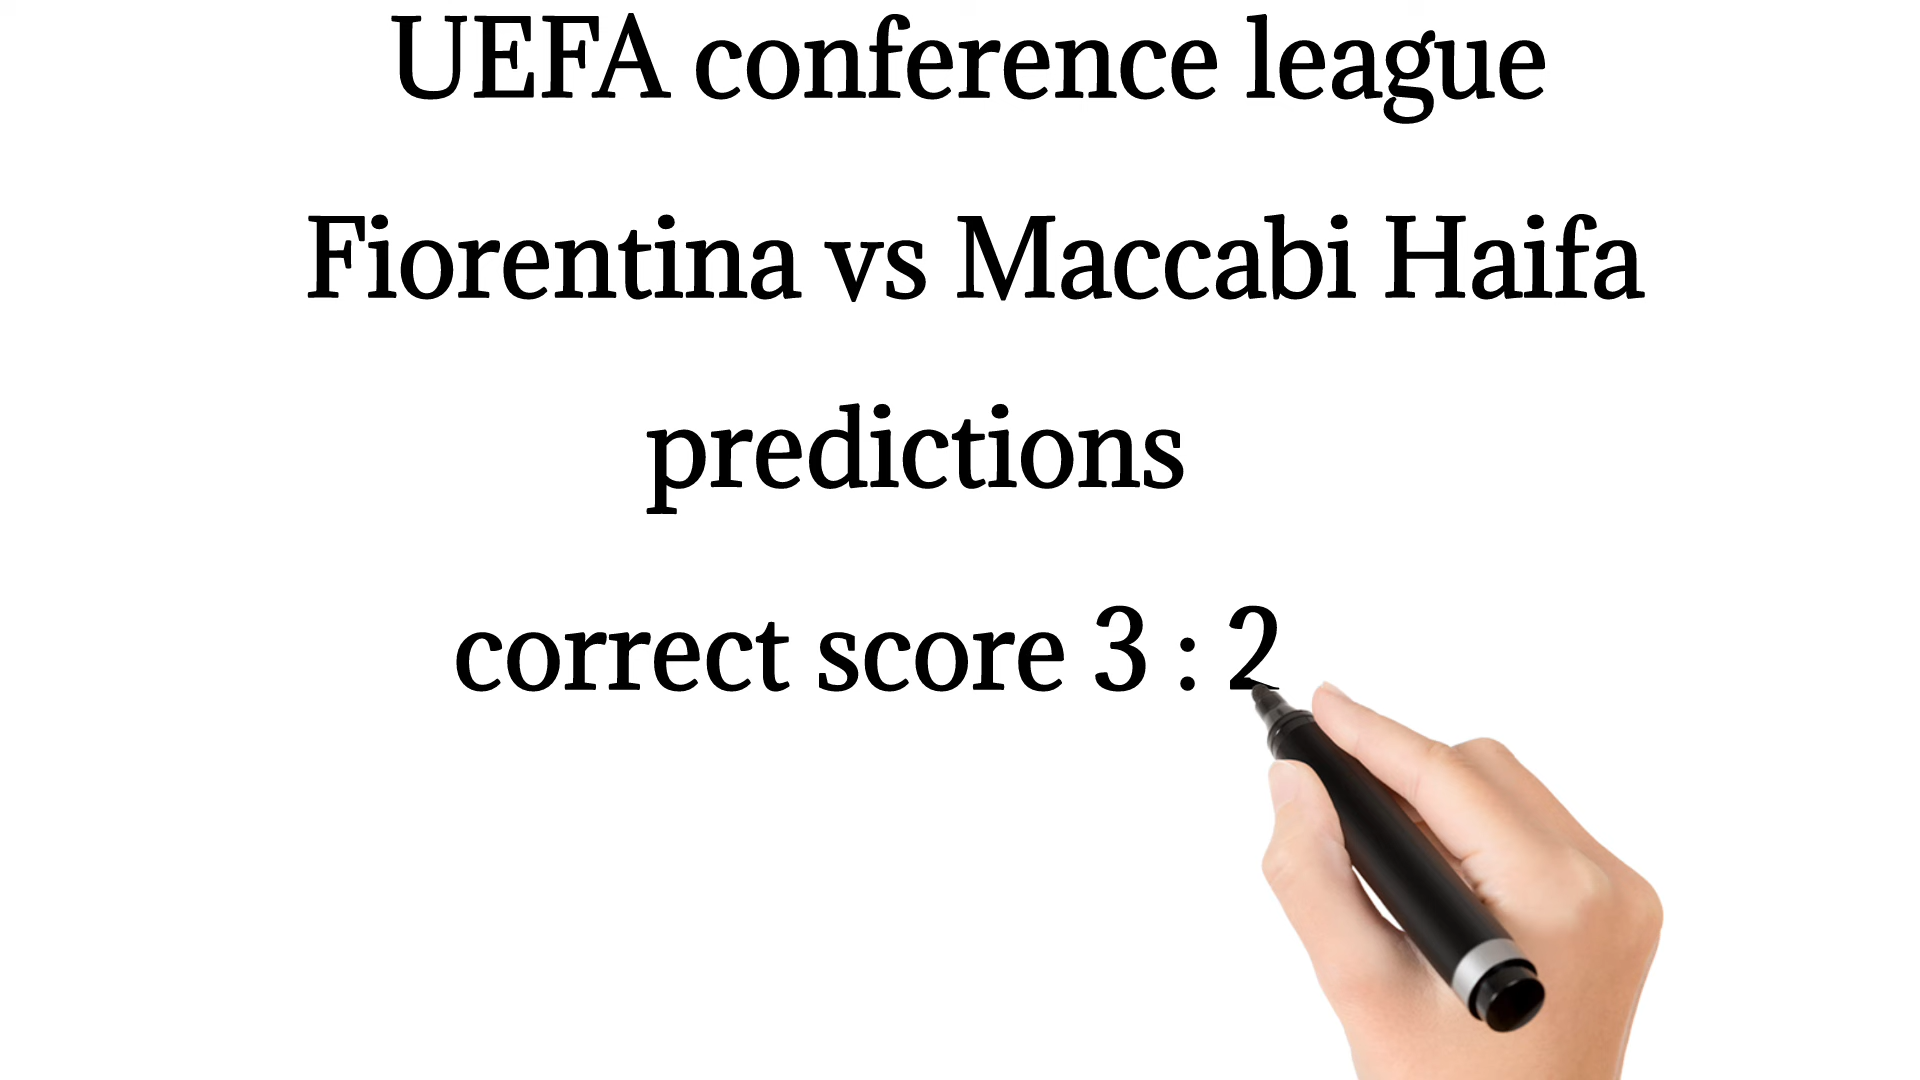 UEFA conference league
Fiorentina vs Maccabi Haifa
predictions
correct score 3 : 2